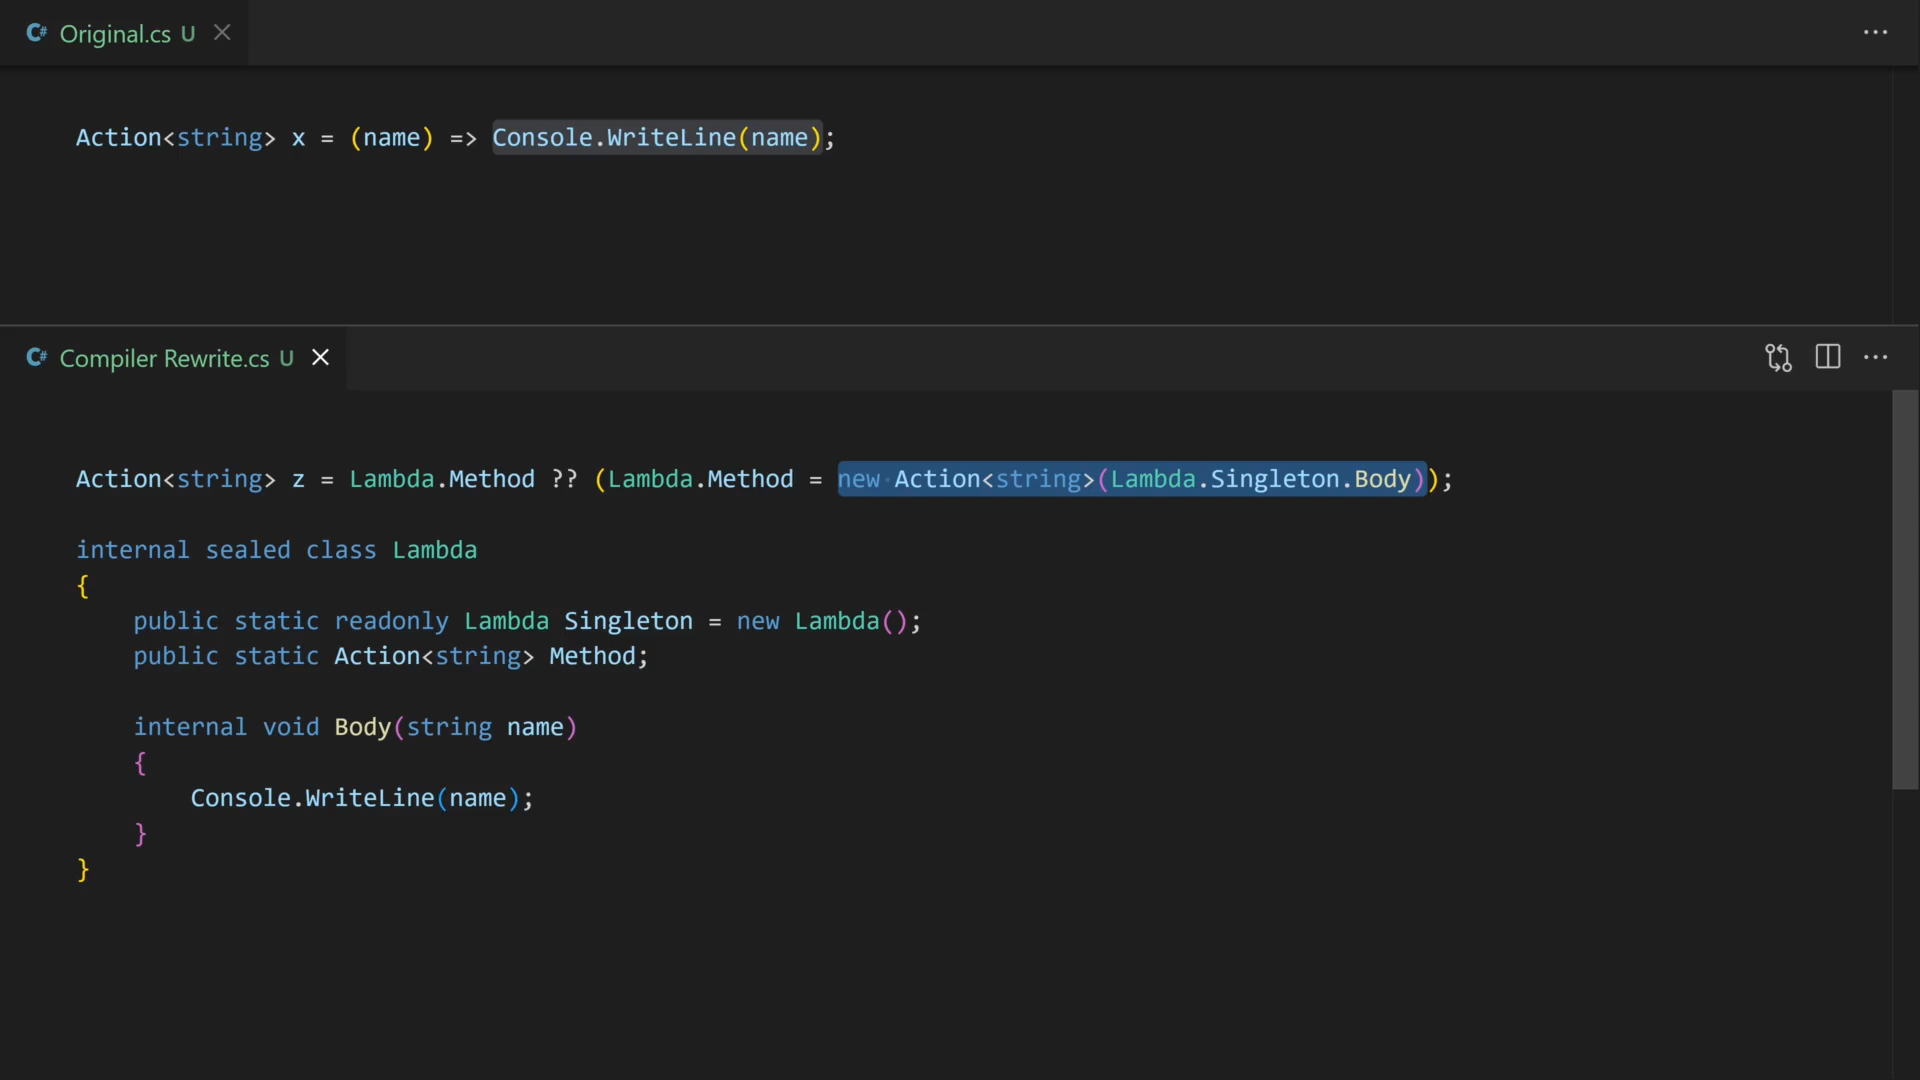 C# Original.cs U
Action<string> x = (name) => Console.WriteLine(name);
C# Compiler Rewrite.cs U
Action<string> z = Lambda.Method ?? (Lambda.Method = new Action<string>(Lambda.Singleton.Body));
internal sealed class Lambda
{
    public static readonly Lambda Singleton = new Lambda();
    public static Action<string> Method;
    internal void Body(string name)
    {
        Console.WriteLine(name);
    }
}